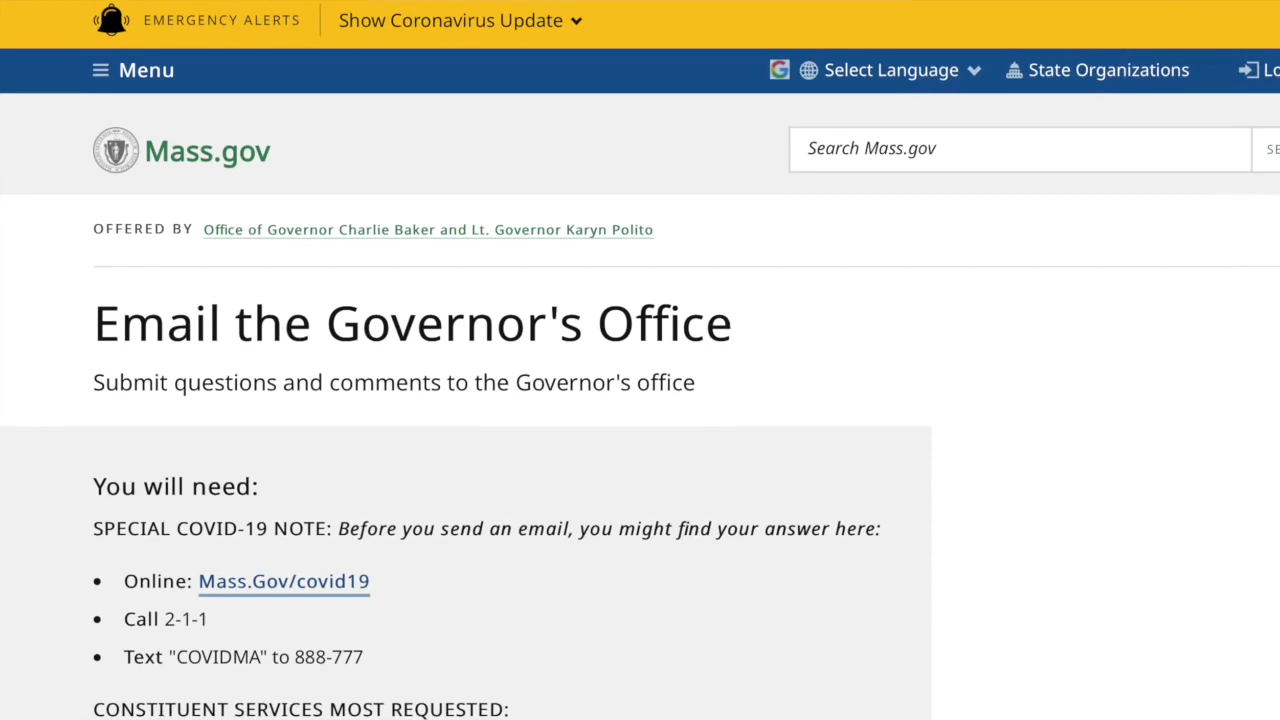 EMERGENCY ALERTS Show Coronavirus Update
Menu Select Language State Organizations
Mass.gov Search Mass.gov
OFFERED BY Office of Governor Charlie Baker and Lt. Governor Karyn Polito
Email the Governor's Office
Submit questions and comments to the Governor's office
You will need:
SPECIAL COVID-19 NOTE: Before you send an email, you might find your answer here:
• Online: Mass.Gov/covid19
• Call 2-1-1
• Text "COVIDMA" to 888-777
CONSTITUENT SERVICES MOST REQUESTED: